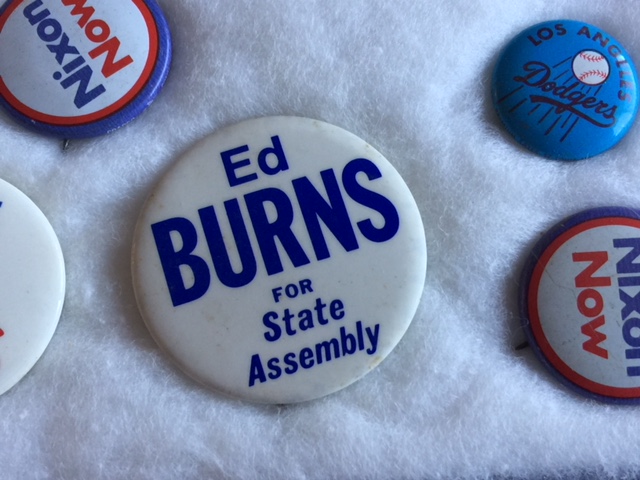 Nixon
Now
LOS ANGELES
Dodgers
Ed
BURNS
FOR
State
Assembly
Nixon
Now